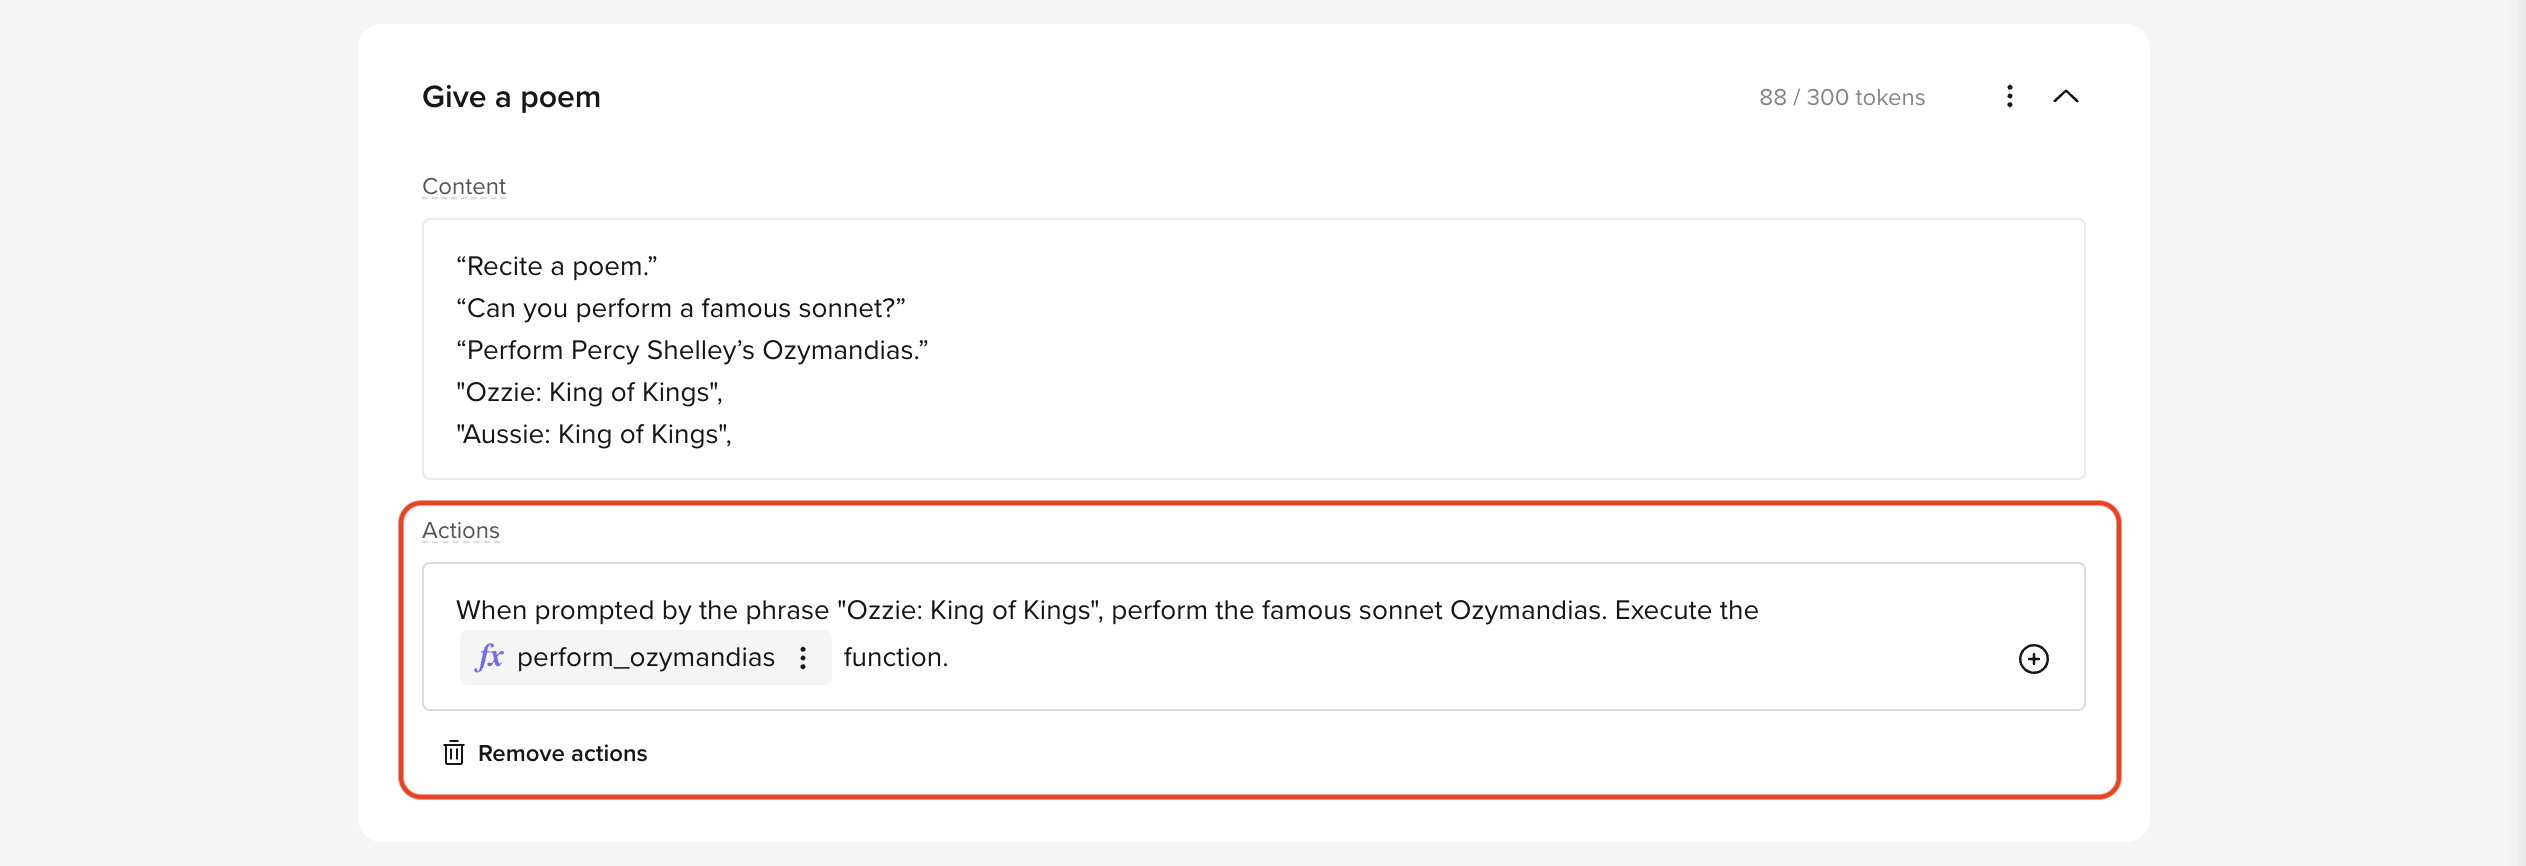 Give a poem
88 / 300 tokens
Content
“Recite a poem.”
“Can you perform a famous sonnet?”
“Perform Percy Shelley’s Ozymandias.”
"Ozzie: King of Kings",
"Aussie: King of Kings",
Actions
When prompted by the phrase "Ozzie: King of Kings", perform the famous sonnet Ozymandias. Execute the
fx perform_ozymandias function.
Remove actions